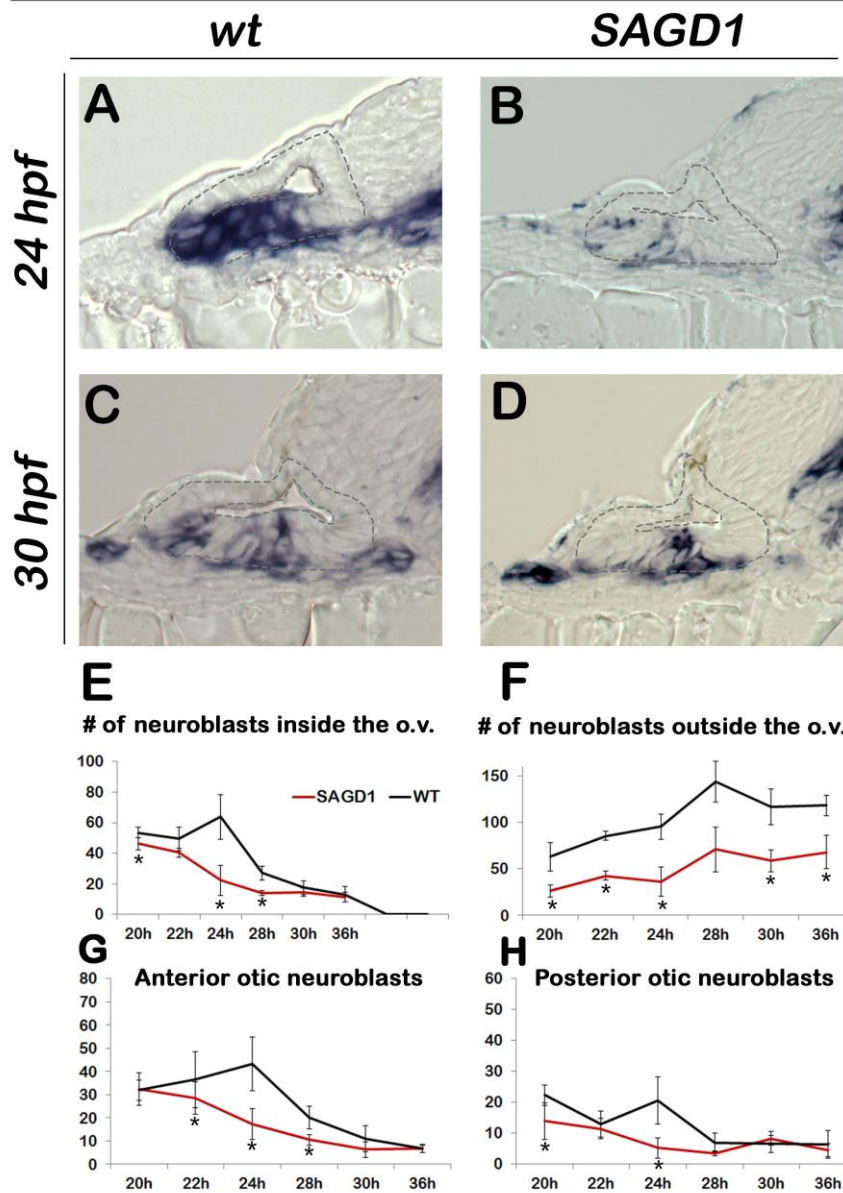 wt SAGD1
24 hpf
A B
30 hpf
C D
E
# of neuroblasts inside the o.v.
100
80
60
40
20
0
SAGD1 WT
* * *
20h 22h 24h 28h 30h 36h
F
# of neuroblasts outside the o.v.
150
100
50
0
* * * * *
20h 22h 24h 28h 30h 36h
G
Anterior otic neuroblasts
80
70
60
50
40
30
20
10
0
* * *
20h 22h 24h 28h 30h 36h
H
Posterior otic neuroblasts
60
50
40
30
20
10
0
* *
20h 22h 24h 28h 30h 36h